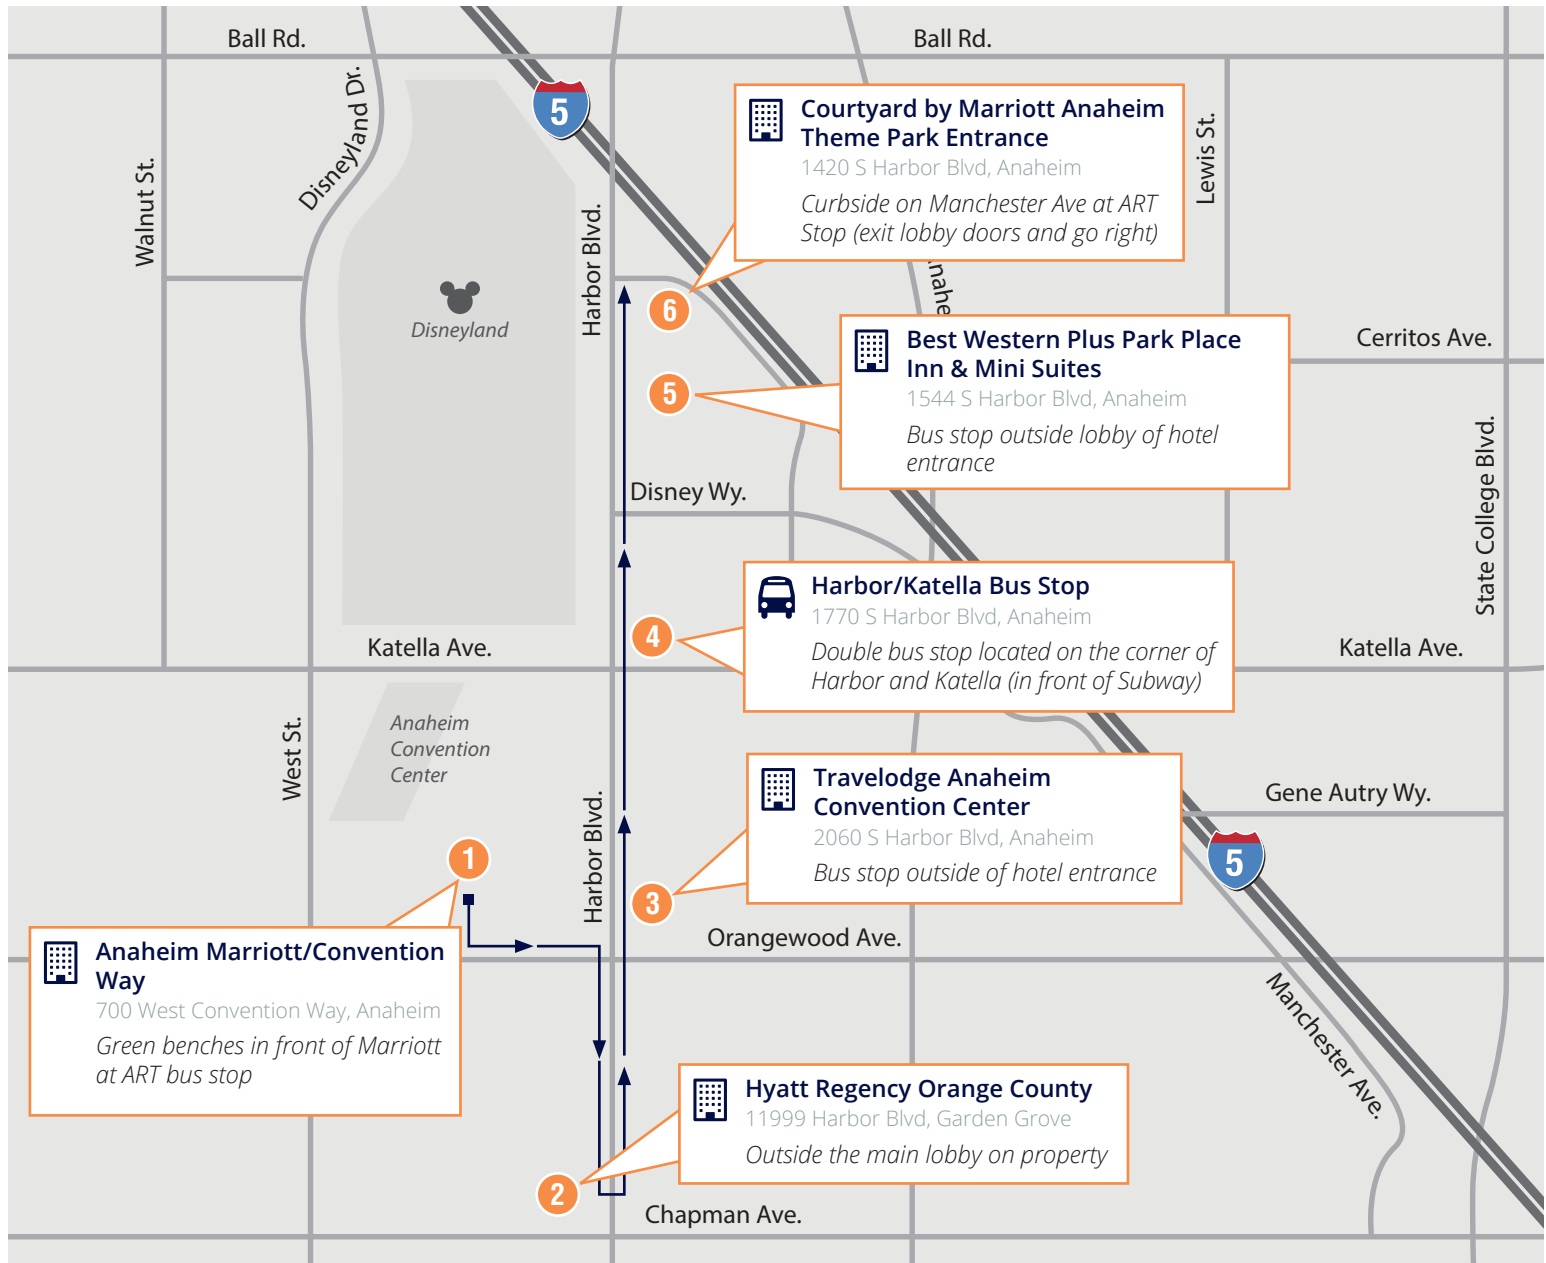 Ball Rd.
Ball Rd.
Disneyland Dr.
5
Walnut St.
Harbor Blvd.
Lewis St.
Courtyard by Marriott Anaheim
Theme Park Entrance
1420 S Harbor Blvd, Anaheim
Curbside on Manchester Ave at ART
Stop (exit lobby doors and go right)
6
Disneyland
Best Western Plus Park Place
Inn & Mini Suites
1544 S Harbor Blvd, Anaheim
Bus stop outside lobby of hotel
entrance
5
Cerritos Ave.
State College Blvd.
Disney Wy.
Harbor/Katella Bus Stop
1770 S Harbor Blvd, Anaheim
Double bus stop located on the corner of
Harbor and Katella (in front of Subway)
4
Katella Ave.
Katella Ave.
Anaheim
Convention
Center
West St.
Harbor Blvd.
Travelodge Anaheim
Convention Center
2060 S Harbor Blvd, Anaheim
Bus stop outside of hotel entrance
3
Gene Autry Wy.
5
1
Anaheim Marriott/Convention
Way
700 West Convention Way, Anaheim
Green benches in front of Marriott
at ART bus stop
Orangewood Ave.
Manchester Ave.
Hyatt Regency Orange County
11999 Harbor Blvd, Garden Grove
Outside the main lobby on property
2
Chapman Ave.